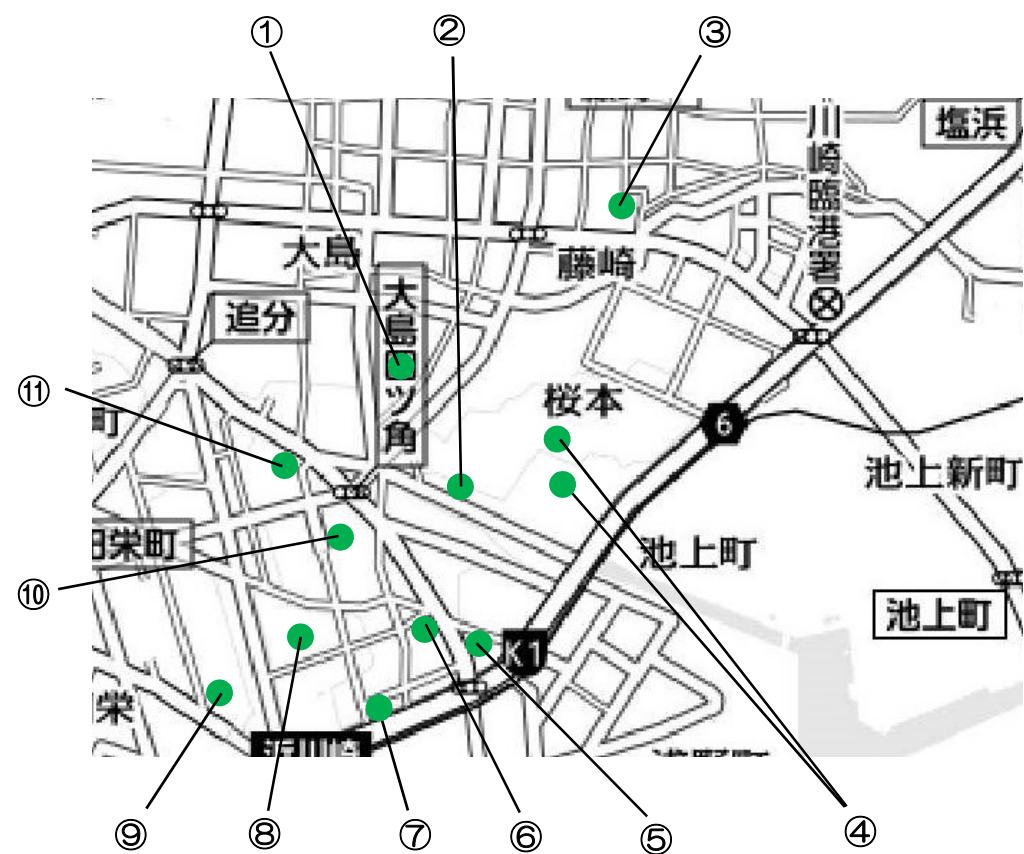 ①
②
③
塩浜
川崎臨港署
大島
藤崎
追分
大島
ツ角
桜本
6
⑪
町
池上新町
栄町
池上町
⑩
池上町
K1
栄
⑨
⑧
⑦
⑥
⑤
④